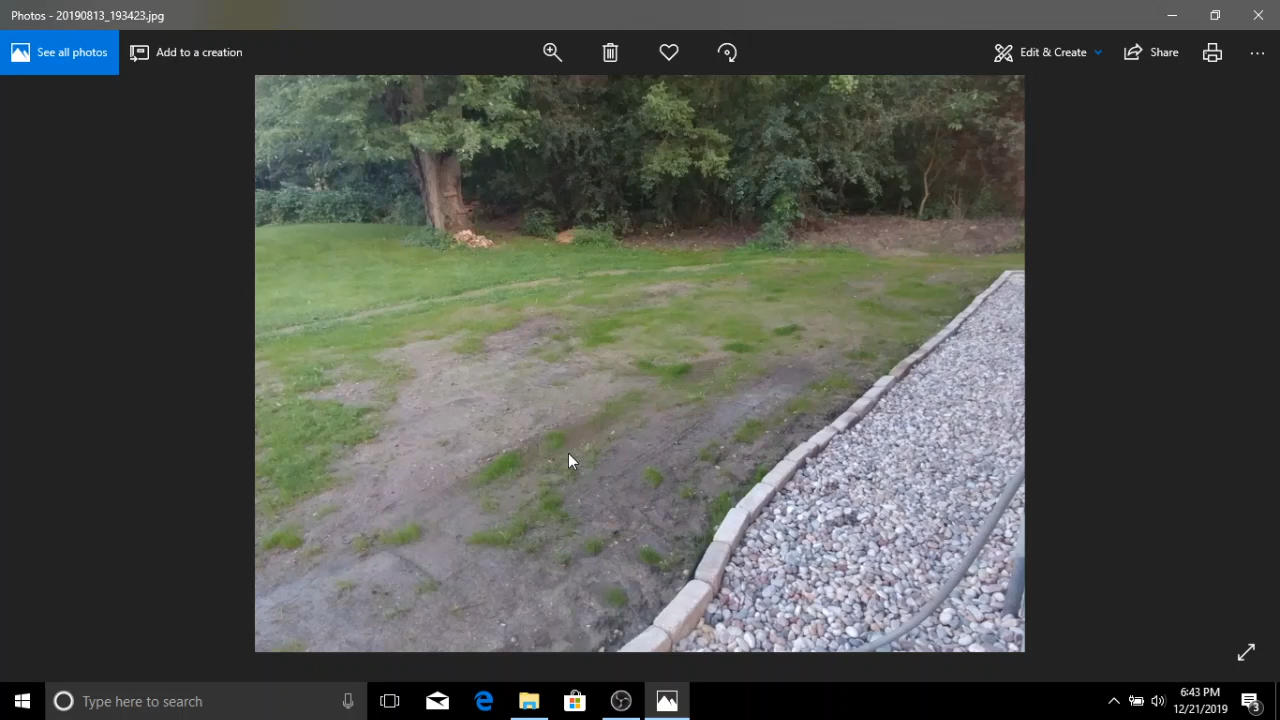 Photos - 20190813_193423.jpg
See all photos
Add to a creation
Edit & Create
Share
Type here to search
6:43 PM
12/21/2019
3